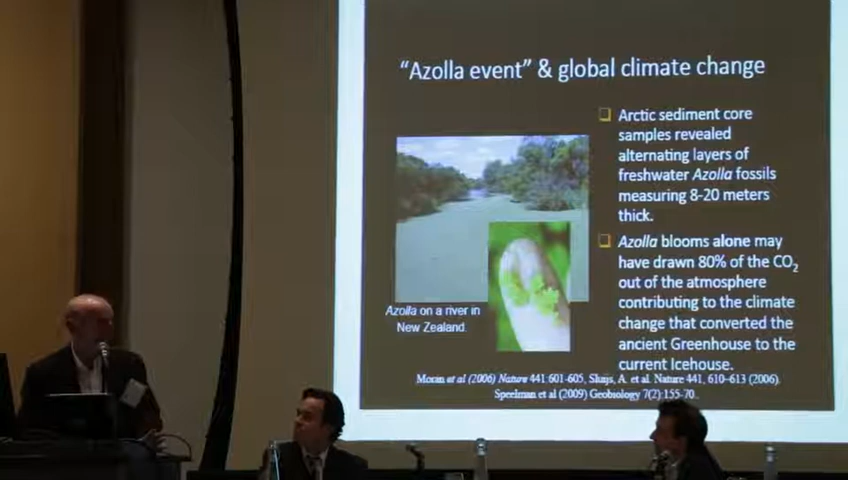 "Azolla event" & global climate change
Arctic sediment core
samples revealed
alternating layers of
freshwater Azolla fossils
measuring 8-20 meters
thick.
Azolla blooms alone may
have drawn 80% of the CO2
out of the atmosphere
contributing to the climate
change that converted the
ancient Greenhouse to the
current Icehouse.
Azolla on a river in
New Zealand
Moran et al (2006) Nature 441:601-605, Sluijs, A. et al. Nature 441, 610–613 (2006).
Speelman et al (2009) Geobiology 7(2):155-70.